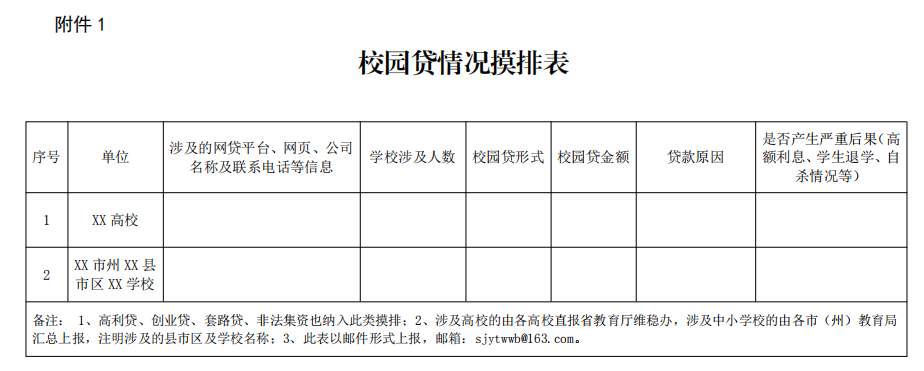 附件 1
校园贷情况摸排表
序号
单位
涉及的网贷平台、网页、公司
名称及联系电话等信息
学校涉及人数
校园贷形式
校园贷金额
贷款原因
是否产生严重后果（高
额利息、学生退学、自
杀情况等）
1
XX 高校
2
XX 市州 XX 县
市区 XX 学校
备注： 1、高利贷、创业贷、套路贷、非法集资也纳入此类摸排；2、涉及高校的由各高校直报省教育厅维稳办，涉及中小学校的由各市（州）教育局
汇总上报，注明涉及的县市区及学校名称；3、此表以邮件形式上报，邮箱：sjytwwb@163.com。